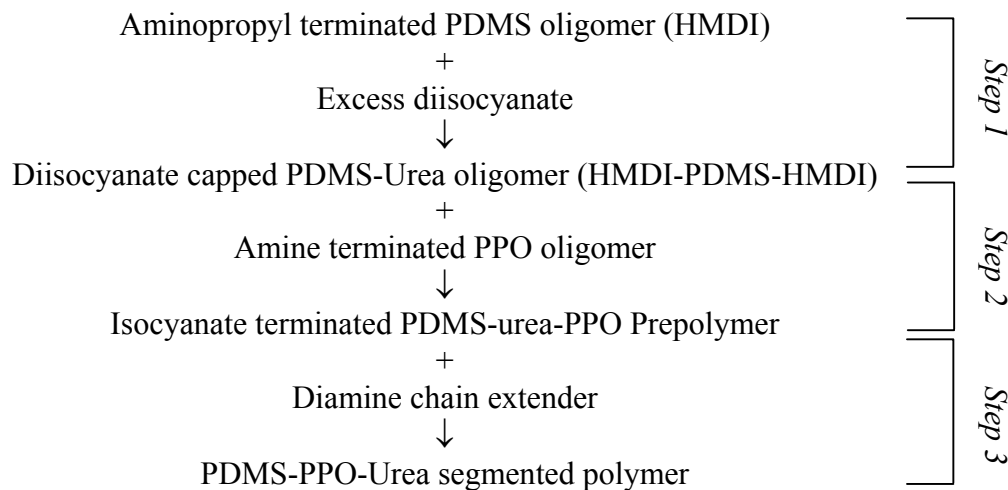 Aminopropyl terminated PDMS oligomer (HMDI)
+
Excess diisocyanate
↓
Diisocyanate capped PDMS-Urea oligomer (HMDI-PDMS-HMDI)
+
Amine terminated PPO oligomer
↓
Isocyanate terminated PDMS-urea-PPO Prepolymer
+
Diamine chain extender
↓
PDMS-PPO-Urea segmented polymer
Step 1
Step 2
Step 3